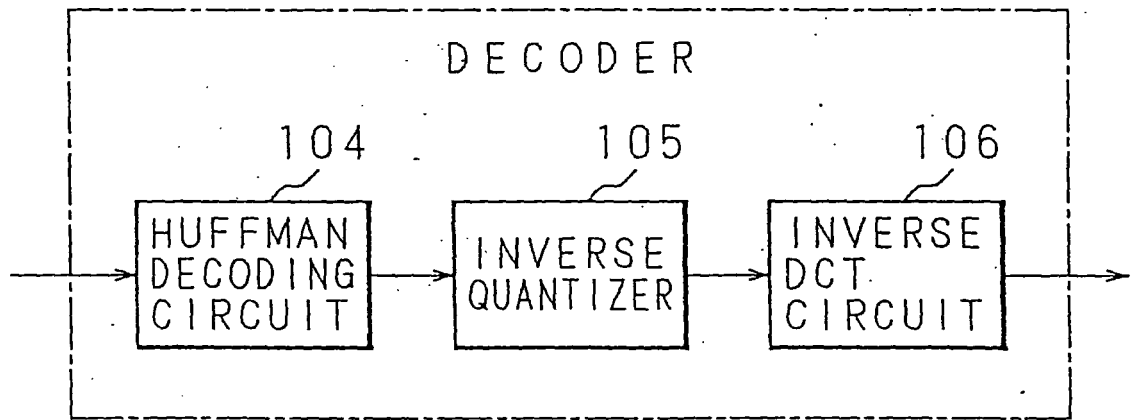 DECODER
104
105
106
HUFFMAN
DECODING
CIRCUIT
INVERSE
QUANTIZER
INVERSE
DCT
CIRCUIT